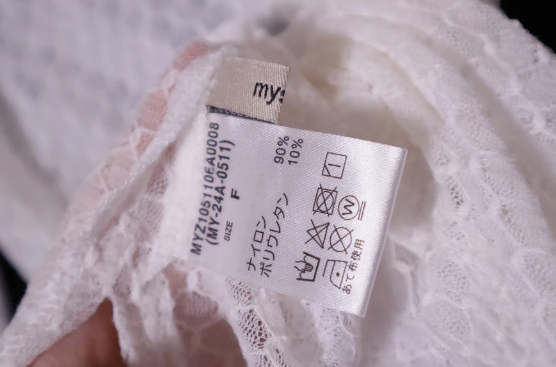 my
MYZ105110EA0008
(MY-24A-0511)
SIZE F
ナイロン 90%
ポリウレタン 10%
W
あて布使用